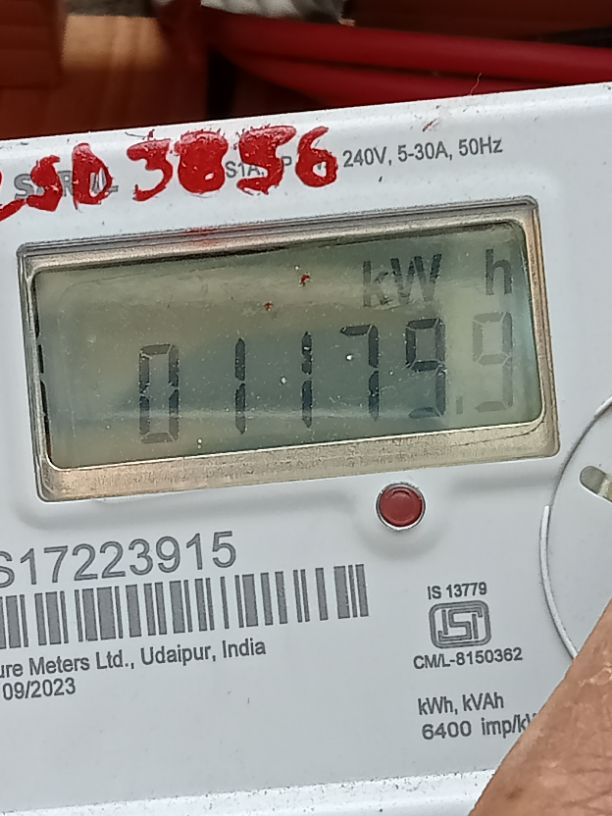 3856
240V, 5-30A, 50Hz
kW h
01179.9
S17223915
ure Meters Ltd., Udaipur, India
09/2023
IS 13779
ISI
CM/L-8150362
kWh, kVAh
6400 imp/k